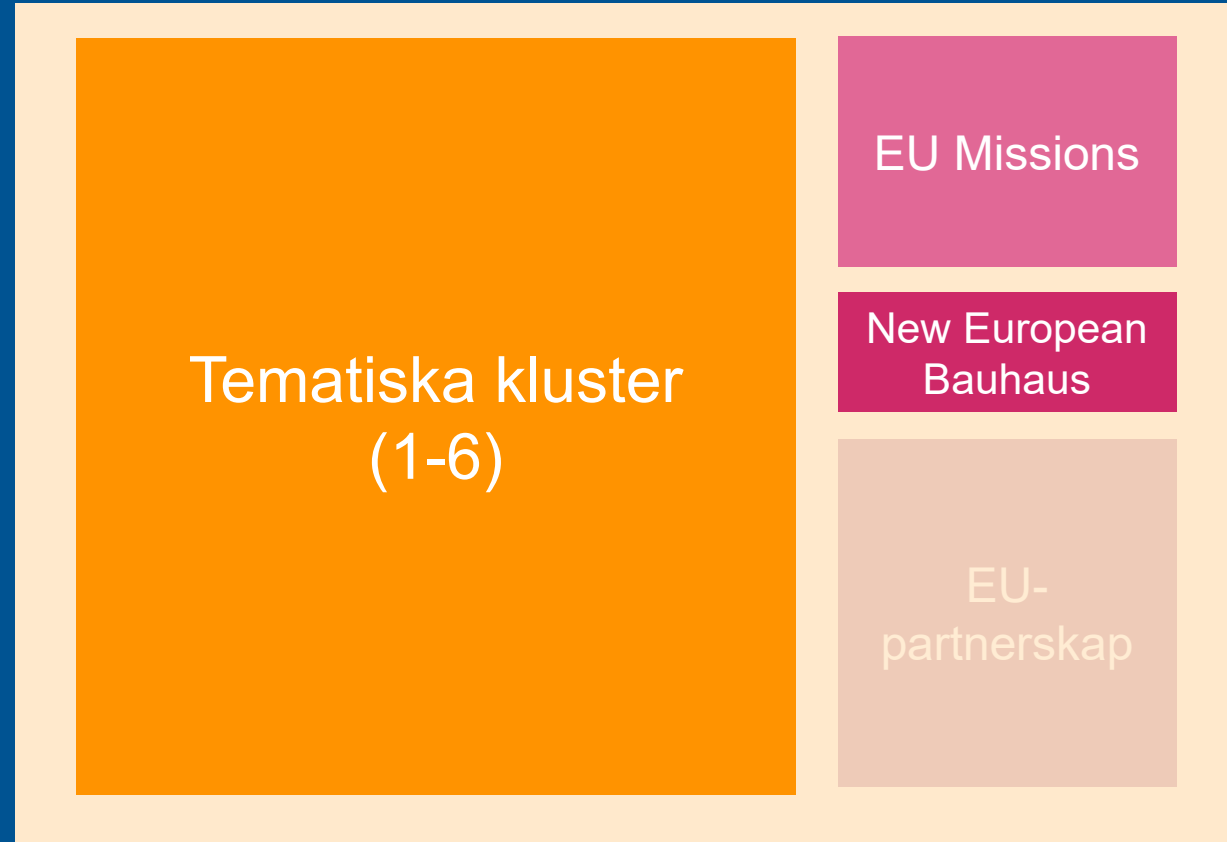 Tematiska kluster
(1-6)
EU Missions
New European
Bauhaus
EU-
partnerskap